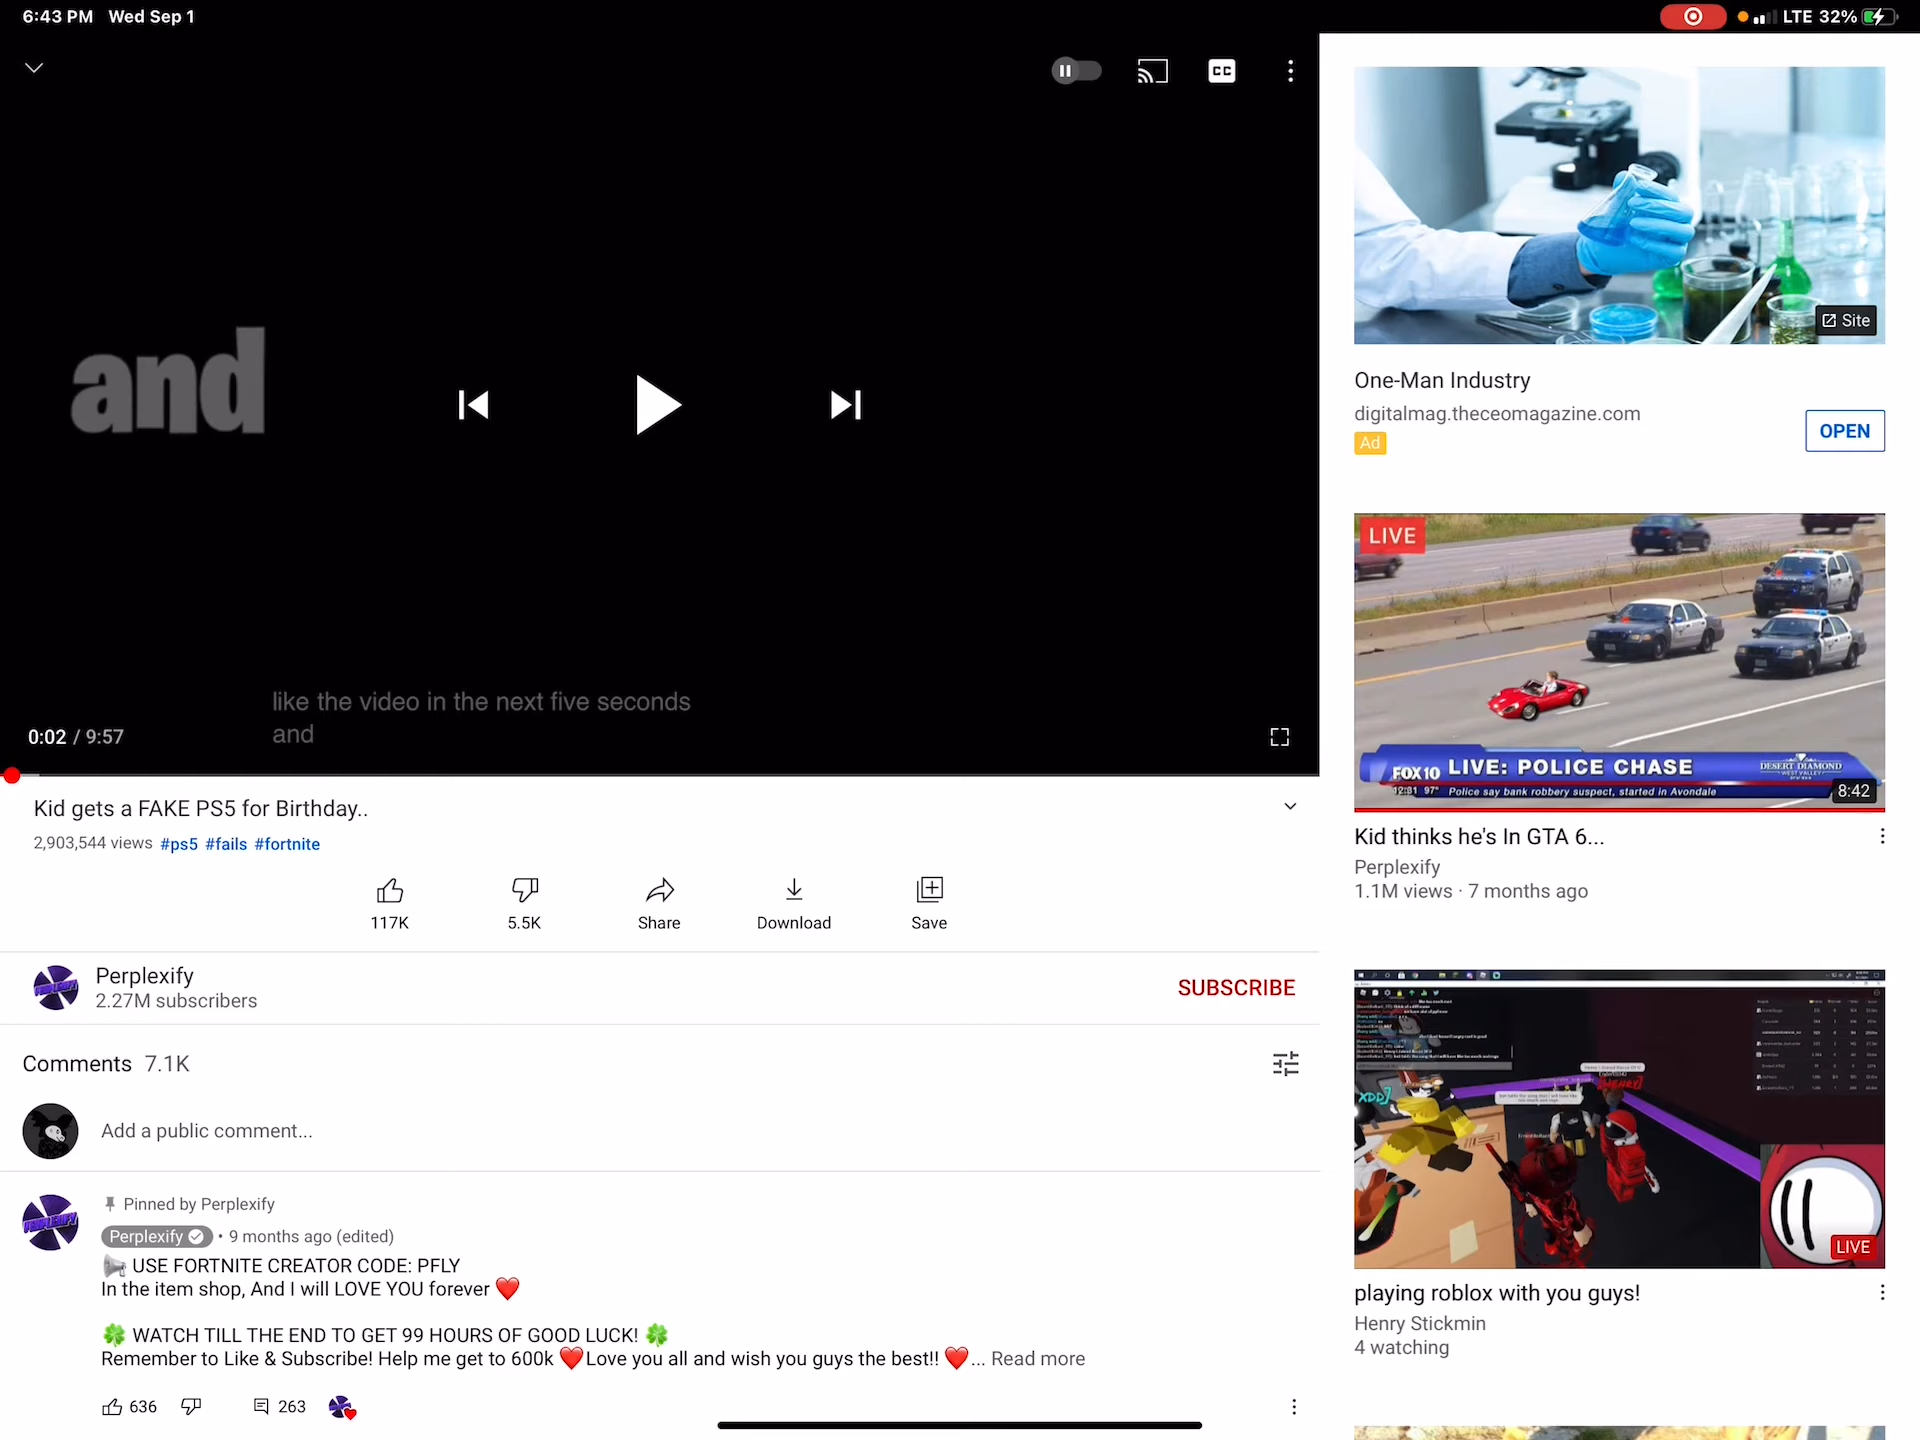 6:43 PM Wed Sep 1
LTE 32%
CC
and
like the video in the next five seconds
and
0:02 / 9:57
Kid gets a FAKE PS5 for Birthday..
2,903,544 views #ps5 #fails #fortnite
117K
5.5K
Share
Download
Save
Perplexify
2.27M subscribers
SUBSCRIBE
Comments 7.1K
Add a public comment...
Pinned by Perplexify
Perplexify • 9 months ago (edited)
USE FORTNITE CREATOR CODE: PFLY
In the item shop, And I will LOVE YOU forever ❤️
🍀 WATCH TILL THE END TO GET 99 HOURS OF GOOD LUCK! 🍀
Remember to Like & Subscribe! Help me get to 600k ❤️Love you all and wish you guys the best!! ❤️... Read more
636
263
Site
One-Man Industry
digitalmag.theceomagazine.com
Ad
OPEN
LIVE
FOX 10 LIVE: POLICE CHASE
DESERT DIAMOND
WEST VALLEY
12:31 97° Police say bank robbery suspect, started in Avondale
8:42
Kid thinks he's In GTA 6...
Perplexify
1.1M views · 7 months ago
XDD]
[HENRY]
LIVE
playing roblox with you guys!
Henry Stickmin
4 watching